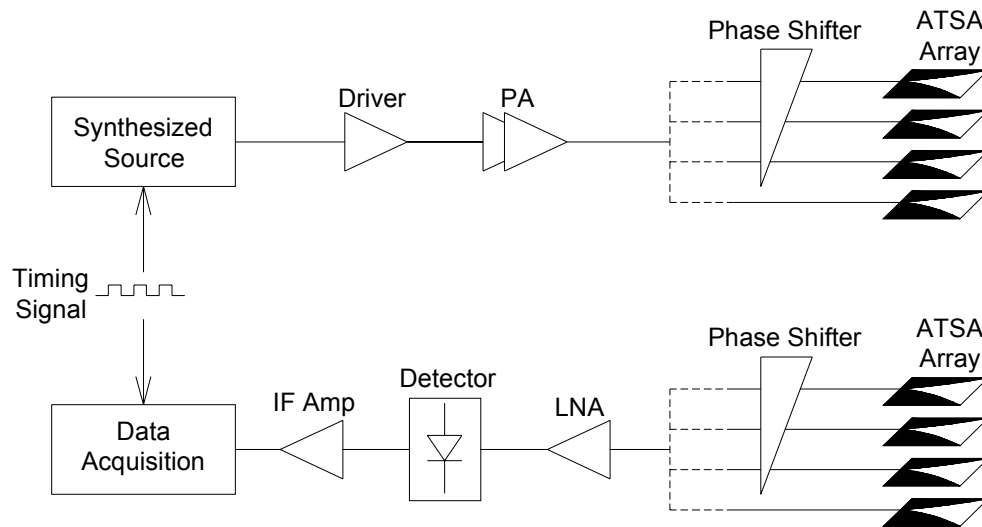 Phase Shifter
ATSA
Array
Driver
PA
Synthesized
Source
Timing
Signal
Phase Shifter
ATSA
Array
Detector
IF Amp
LNA
Data
Acquisition